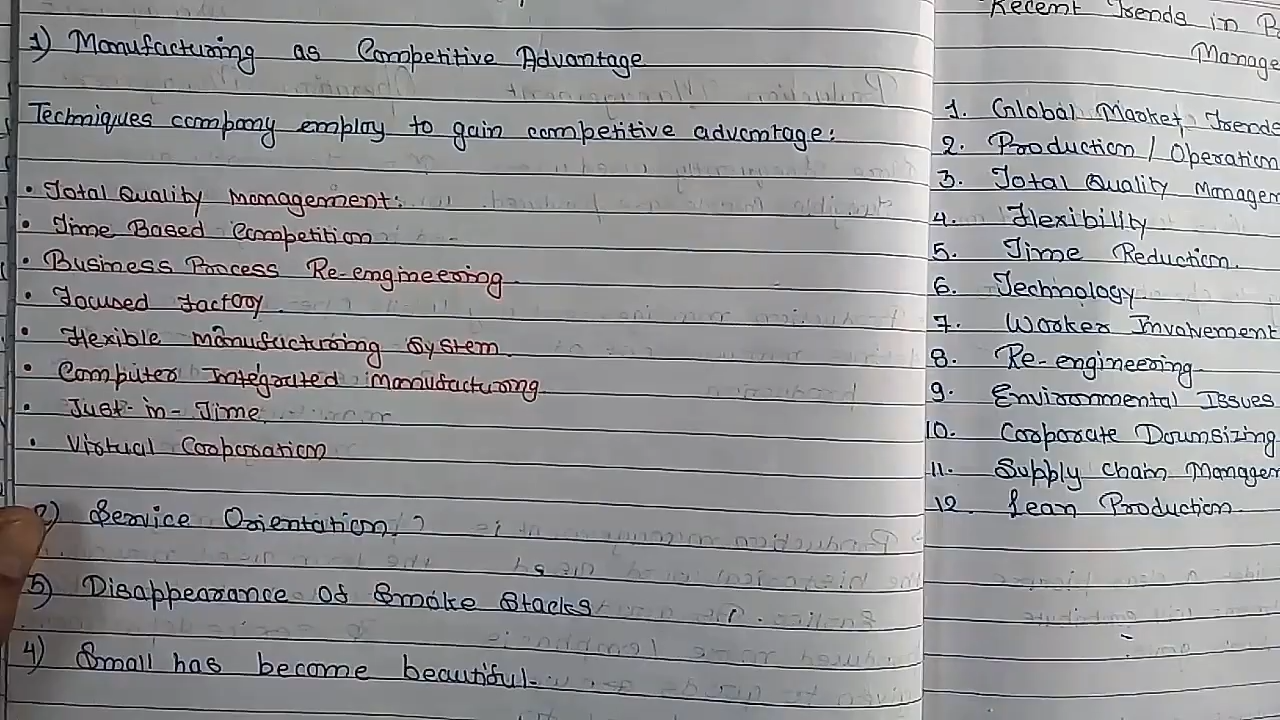 1) Manufacturing as Competitive Advantage
Techniques company employ to gain competitive advantage:
• Total Quality Management:
• Time Based Competition
• Business Process Re-engineering
• Focused factory
• Flexible manufacturing System
• Computer Integrated Manufacturing
• Just-in-Time
• Virtual Corporation
2) Service Orientation
3) Disappearance of Smoke Stacks
4) Small has become beautiful
Recent Trends in
Manage
1. Global Market Trends
2. Production / Operation
3. Total Quality Managem
4. Flexibility
5. Time Reduction
6. Technology
7. Worker Involvement
8. Re-engineering
9. Environmental Issues
10. Corporate Downsizing
11. Supply Chain Managem
12. Lean Production